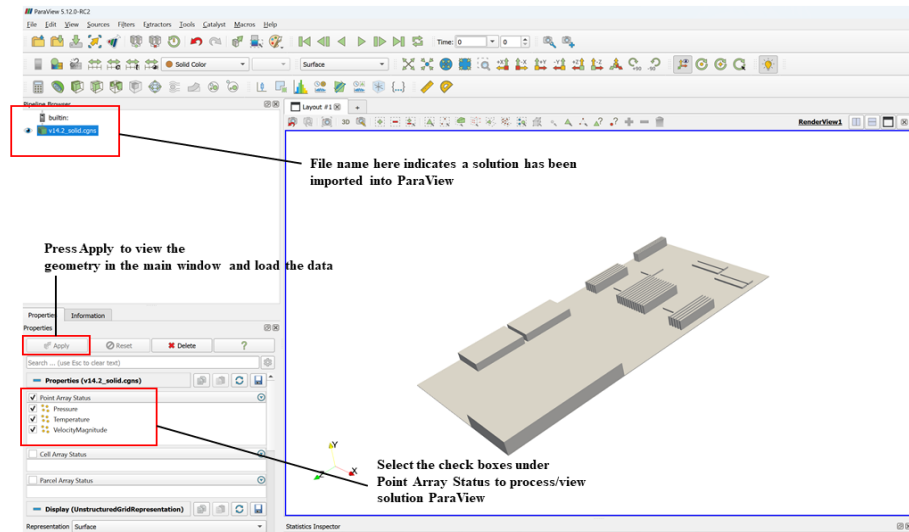 ParaView 5.12.0-RC2
File Edit View Sources Filters Extractors Tools Catalyst Macros Help
Time: 0 0
Solid Color Surface
+X -X +Y -Y +Z -Z +90 -90
Pipeline Browser
builtin:
v14.2_solid.cgns
Layout #1
+
3D
RenderView1
File name here indicates a solution has been
imported into ParaView
Press Apply to view the
geometry in the main window and load the data
Properties Information
Properties
Apply Reset Delete ?
Search ... (use Esc to clear text)
Properties (v14.2_solid.cgns)
Point Array Status
Pressure
Temperature
VelocityMagnitude
Cell Array Status
Parcel Array Status
Display (UnstructuredGridRepresentation)
Representation Surface
Y
X
Z
Select the check boxes under
Point Array Status to process/view
solution ParaView
Statistics Inspector